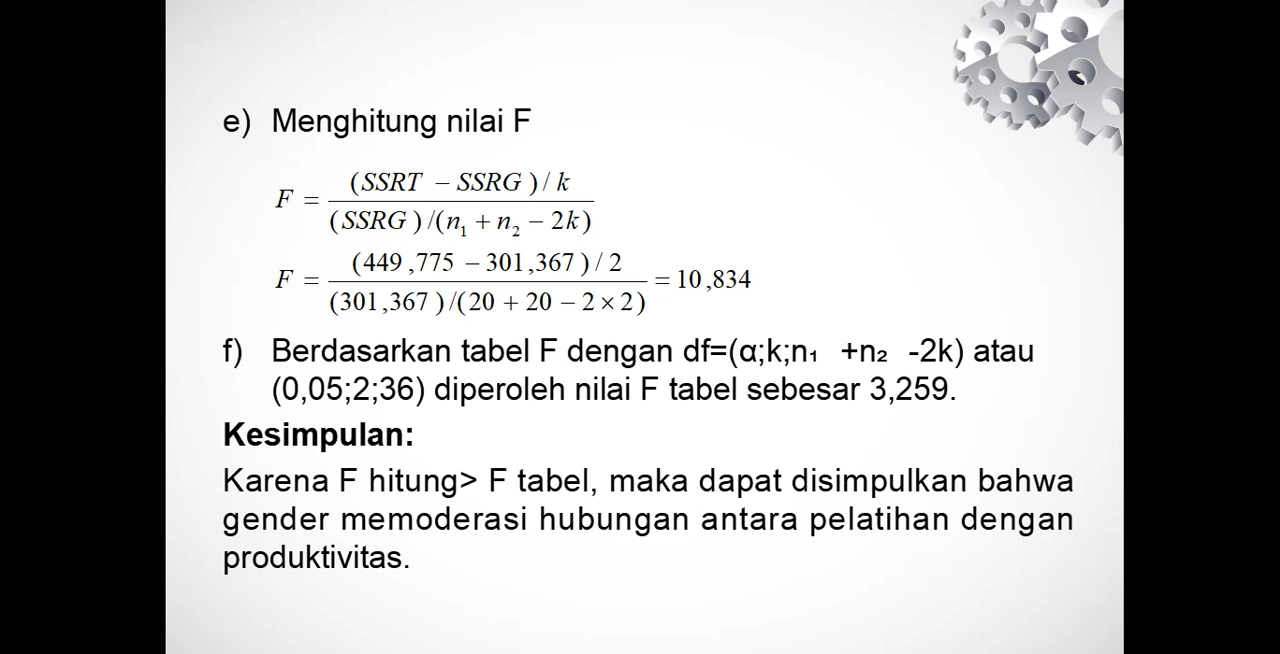 e) Menghitung nilai F
F = (SSRT − SSRG)/k / (SSRG)/(n₁ + n₂ − 2k)
F = (449,775 − 301,367)/2 / (301,367)/(20 + 20 − 2 × 2) = 10,834
f) Berdasarkan tabel F dengan df=(α;k;n₁ +n₂ -2k) atau
(0,05;2;36) diperoleh nilai F tabel sebesar 3,259.
Kesimpulan:
Karena F hitung> F tabel, maka dapat disimpulkan bahwa
gender memoderasi hubungan antara pelatihan dengan
produktivitas.